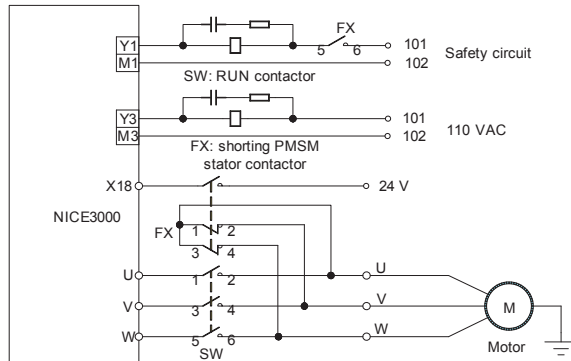 FX
Y1
5 6
101
Safety circuit
M1
102
SW: RUN contactor
Y3
101
M3
102
110 VAC
FX: shorting PMSM
stator contactor
X18
24 V
NICE3000
FX
1 2
3 4
U
1 2
U
V
3 4
V
M
W
5 6
W
SW
Motor